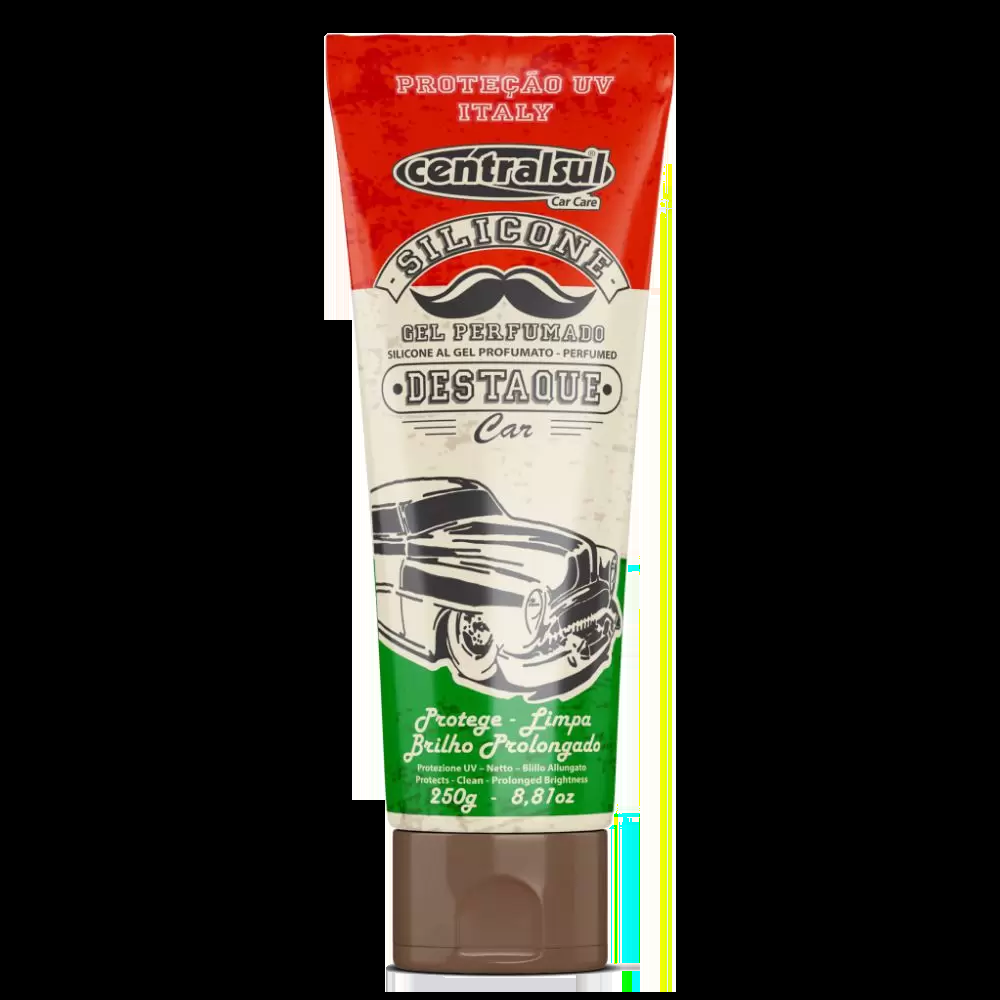 PROTEÇÃO UV
ITALY
centralsul®
Car Care
- SILICONE -
GEL PERFUMADO
SILICONE AL GEL PROFUMATO - PERFUMED
• DESTAQUE •
Car
Protege - Limpa
Brilho Prolongado
Protezione UV – Netto – Blillo Allungato
Protects - Clean - Prolonged Brightness
250g - 8,81oz